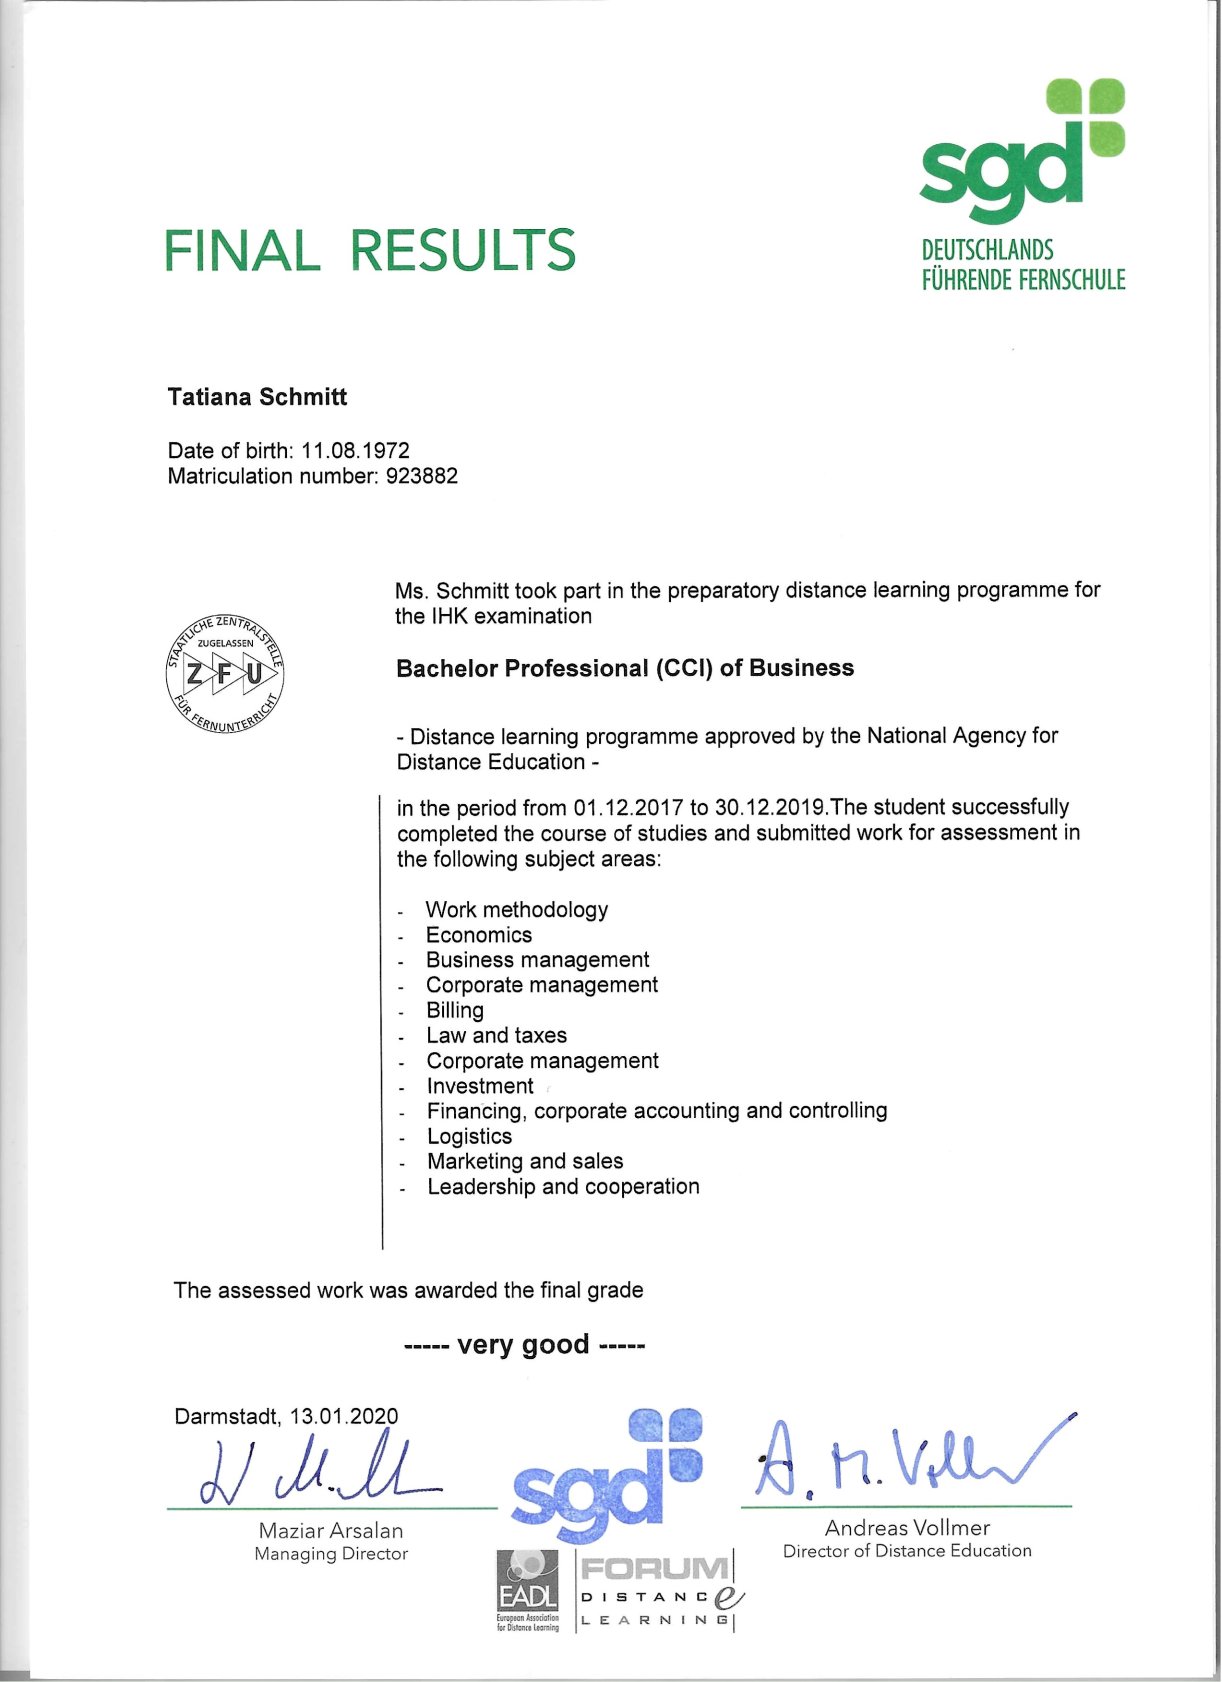 sgd
DEUTSCHLANDS
FÜHRENDE FERNSCHULE
FINAL RESULTS
Tatiana Schmitt
Date of birth: 11.08.1972
Matriculation number: 923882
Ms. Schmitt took part in the preparatory distance learning programme for
the IHK examination
STAATLICHE ZENTRALSTELLE
ZUGELASSEN
ZFU
FÜR FERNUNTERRICHT
Bachelor Professional (CCI) of Business
- Distance learning programme approved by the National Agency for
Distance Education -
in the period from 01.12.2017 to 30.12.2019.The student successfully
completed the course of studies and submitted work for assessment in
the following subject areas:
- Work methodology
- Economics
- Business management
- Corporate management
- Billing
- Law and taxes
- Corporate management
- Investment
- Financing, corporate accounting and controlling
- Logistics
- Marketing and sales
- Leadership and cooperation
The assessed work was awarded the final grade
----- very good -----
Darmstadt, 13.01.2020
sgd
A. M. Vollmer
Maziar Arsalan
Managing Director
Andreas Vollmer
Director of Distance Education
EADL
European Association
for Distance Learning
FORUM
DISTANCE
LEARNING